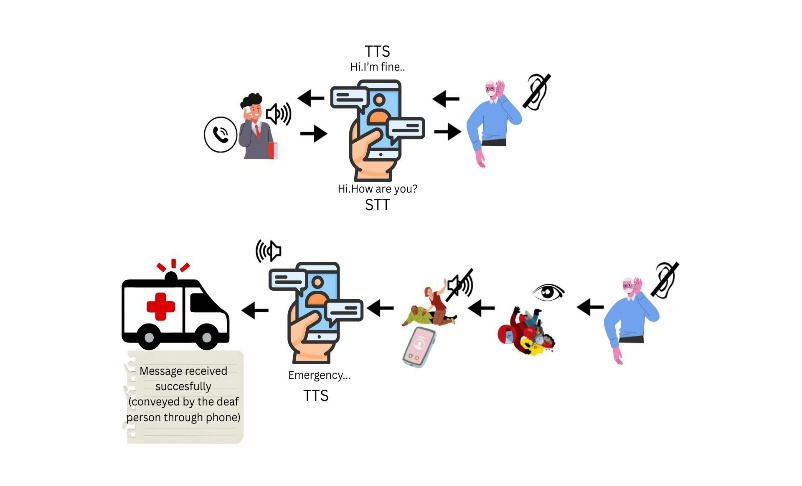 TTS
Hi.I'm fine..
Hi.How are you?
STT
Emergency...
TTS
Message received
succesfully
(conveyed by the deaf
person through phone)